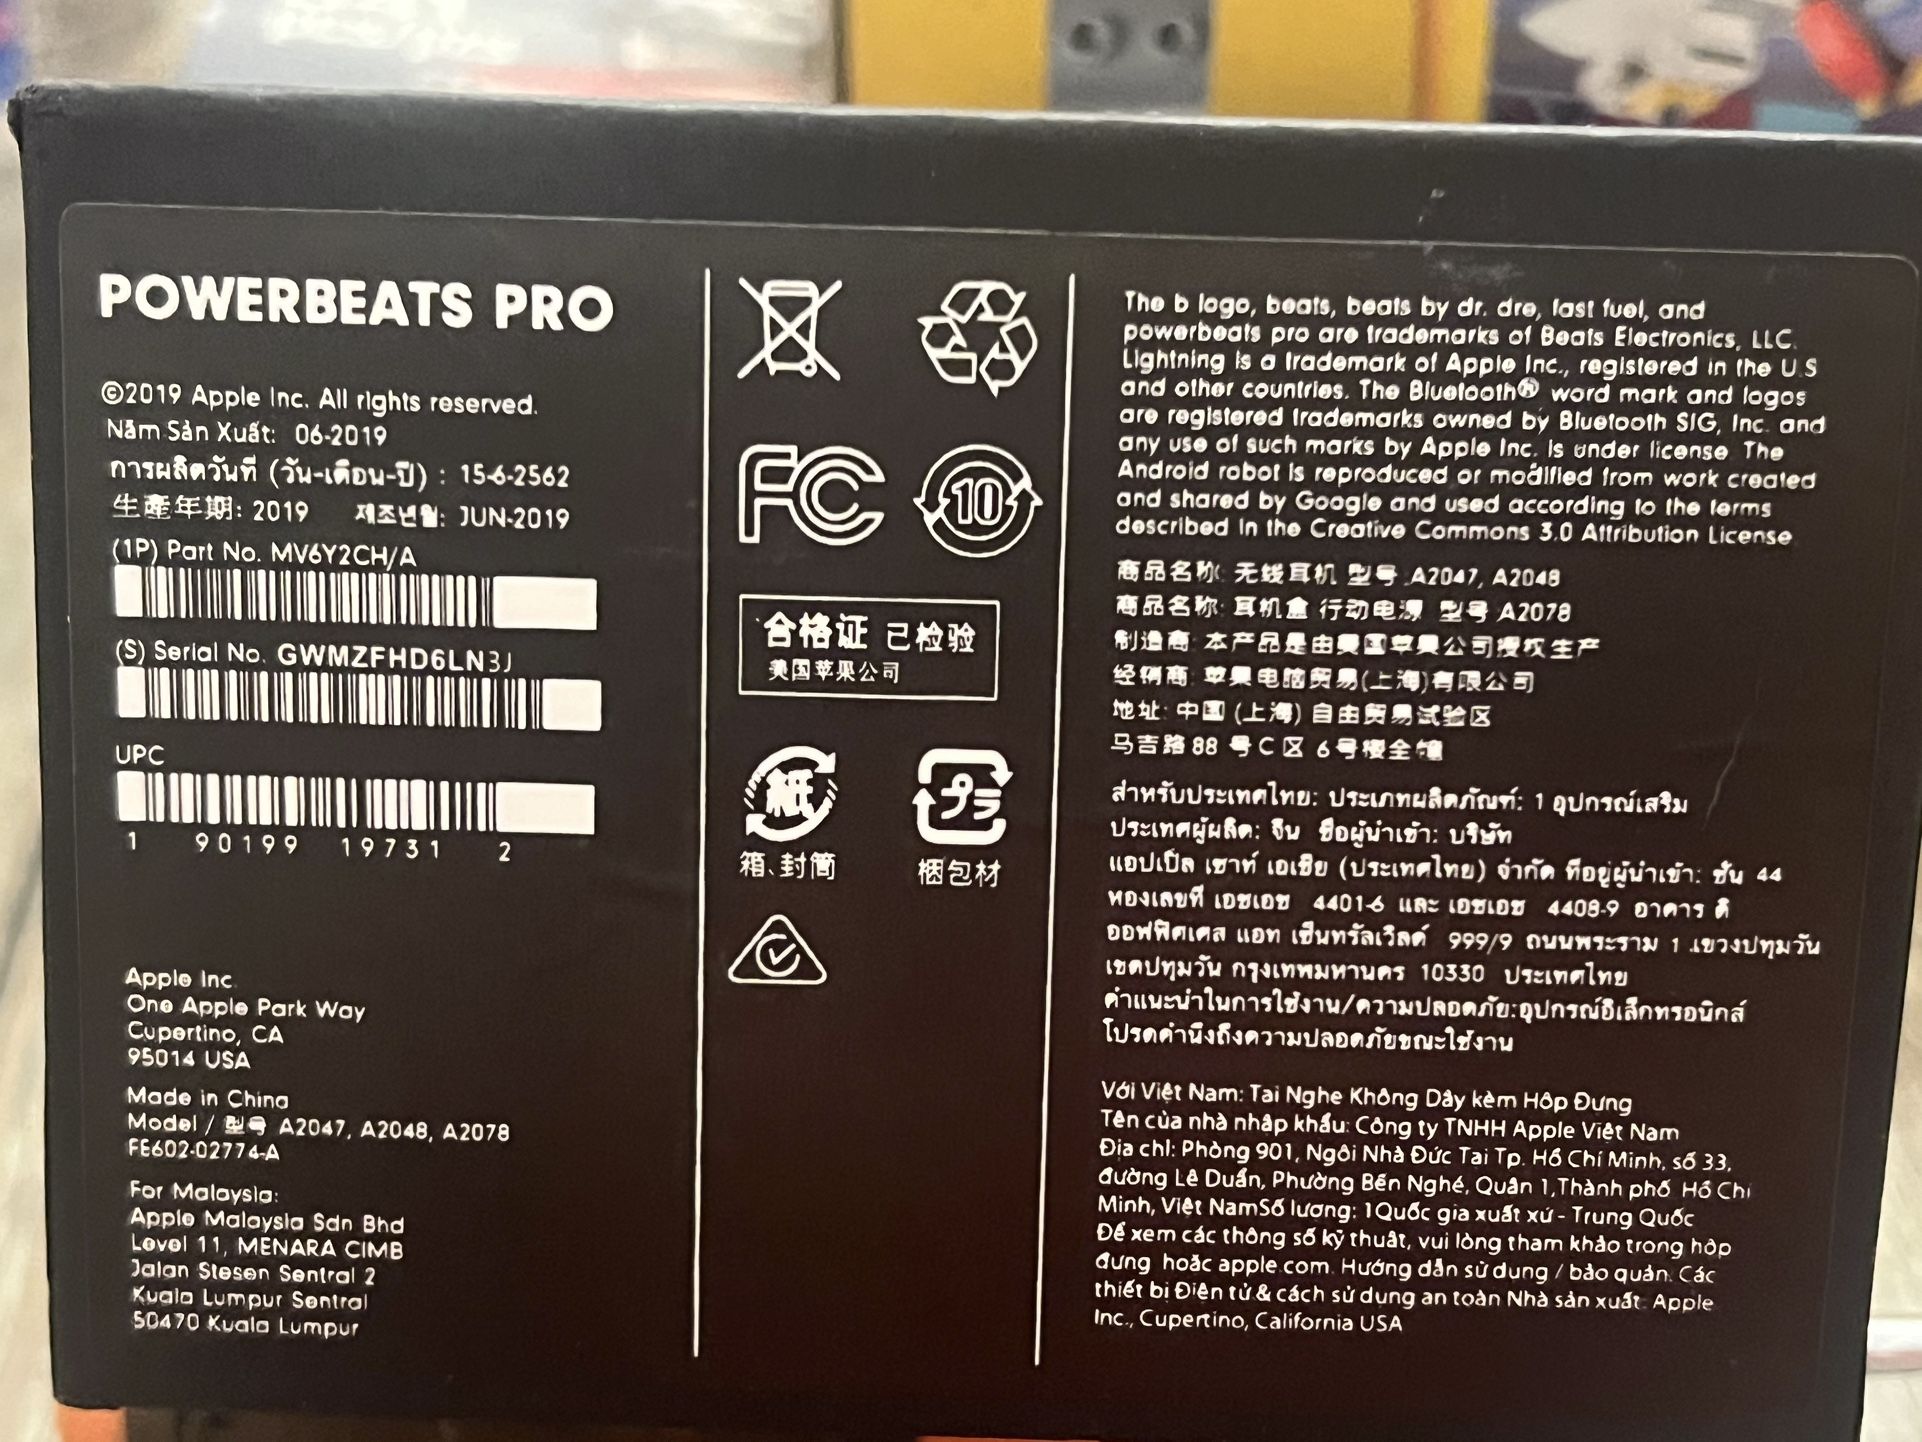 POWERBEATS PRO
©2019 Apple Inc. All rights reserved.
Năm Sản Xuất: 06-2019
การผลิตวันที่ (วัน-เดือน-ปี) : 15-6-2562
生產年期: 2019 제조년월: JUN-2019
(1P) Part No. MV6Y2CH/A
(S) Serial No. GWMZFHD6LN3J
UPC
1 90199 19731 2
Apple Inc
One Apple Park Way
Cupertino, CA
95014 USA
Made in China
Model / 型号 A2047, A2048, A2078
FE602-02774-A
For Malaysia:
Apple Malaysia Sdn Bhd
Level 11, MENARA CIMB
Jalan Stesen Sentral 2
Kuala Lumpur Sentral
50470 Kuala Lumpur
FC
10
合格证 已检验
美国苹果公司
紙
箱、封筒
プラ
梱包材
The b logo, beats, beats by dr. dre, fast fuel, and
powerbeats pro are trademarks of Beats Electronics, LLC.
Lightning is a trademark of Apple Inc., registered in the U.S
and other countries. The Bluetooth® word mark and logos
are registered trademarks owned by Bluetooth SIG, Inc. and
any use of such marks by Apple Inc. is under license The
Android robot is reproduced or modified from work created
and shared by Google and used according to the terms
described in the Creative Commons 3.0 Attribution License
商品名称: 无线耳机 型号 A2047, A2048
商品名称: 耳机盒 行动电源 型号 A2078
制造商: 本产品是由美国苹果公司授权生产
经销商: 苹果电脑贸易(上海)有限公司
地址: 中国 (上海) 自由贸易试验区
马吉路88 号 C 区 6 号楼全幢
สำหรับประเทศไทย: ประเภทผลิตภัณฑ์: 1 อุปกรณ์เสริม
ประเทศผู้ผลิต: จีน ชื่อผู้นำเข้า: บริษัท
แอปเปิล เซาท์ เอเชีย (ประเทศไทย) จำกัด ที่อยู่ผู้นำเข้า: ชั้น 44
ห้องเลขที่ เอชเอช 4401-6 และ เอชเอช 4408-9 อาคาร ดิ
ออฟฟิศเศส แอท เซ็นทรัลเวิลด์ 999/9 ถนนพระราม 1 แขวงปทุมวัน
เขตปทุมวัน กรุงเทพมหานคร 10330 ประเทศไทย
คำแนะนำในการใช้งาน/ความปลอดภัย:อุปกรณ์อิเล็กทรอนิกส์
โปรดคำนึงถึงความปลอดภัยขณะใช้งาน
Với Việt Nam: Tai Nghe Không Dây kèm Hộp Đựng
Tên của nhà nhập khẩu: Công ty TNHH Apple Việt Nam
Địa chỉ: Phòng 901, Ngôi Nhà Đức Tại Tp. Hồ Chí Minh, số 33,
đường Lê Duẩn, Phường Bến Nghé, Quận 1,Thành phố Hồ Chí
Minh, Việt NamSố lượng: 1Quốc gia xuất xứ - Trung Quốc
Để xem các thông số kỹ thuật, vui lòng tham khảo trong hộp
đựng hoặc apple.com. Hướng dẫn sử dụng / bảo quản. Các
thiết bị Điện tử & cách sử dụng an toàn Nhà sản xuất: Apple
Inc., Cupertino, California USA